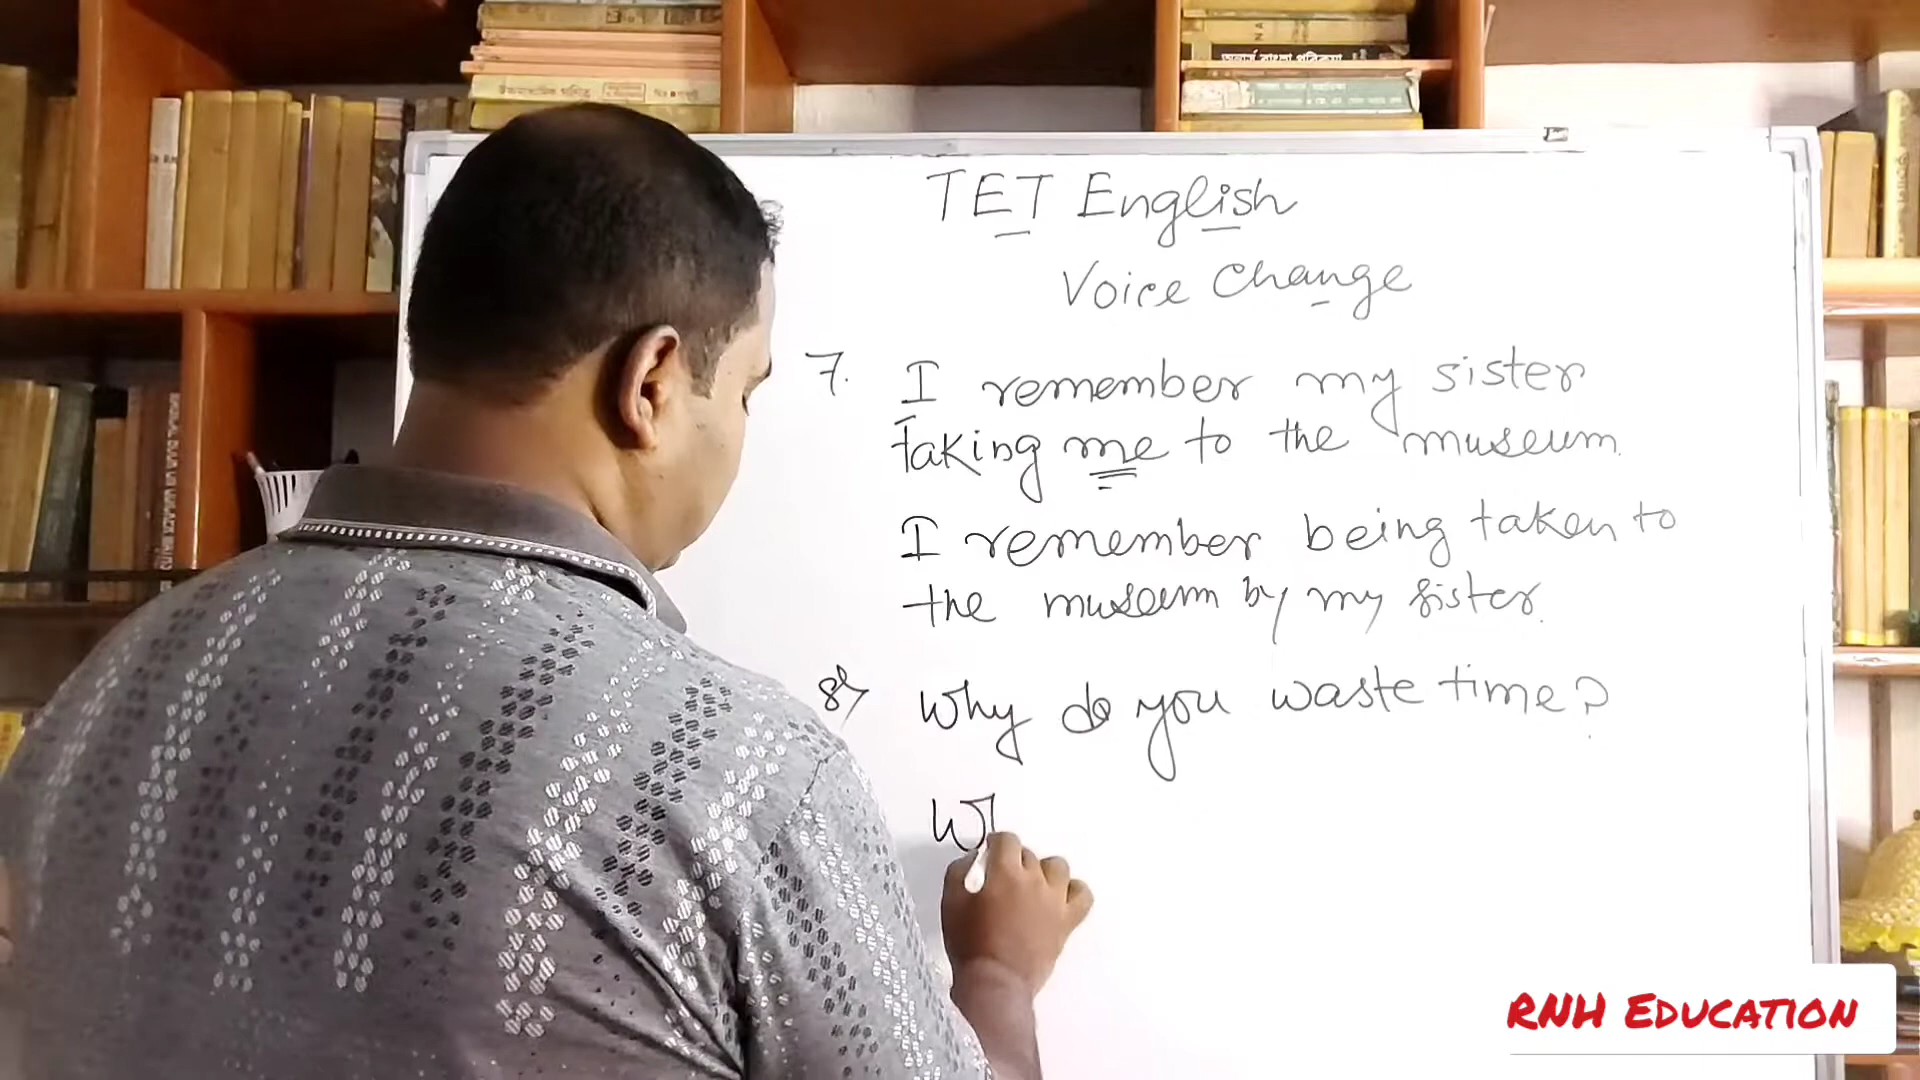 TET English
Voice Change
7. I remember my sister
taking me to the museum.
I remember being taken to
the museum by my sister.
8) Why do you waste time?
Wh
RNH EDUCATION